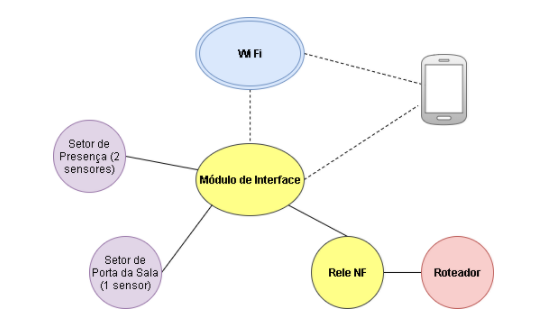 Wi Fi
Setor de
Presença (2
sensores)
Módulo de Interface
Setor de
Porta da Sala
(1 sensor)
Rele NF
Roteador